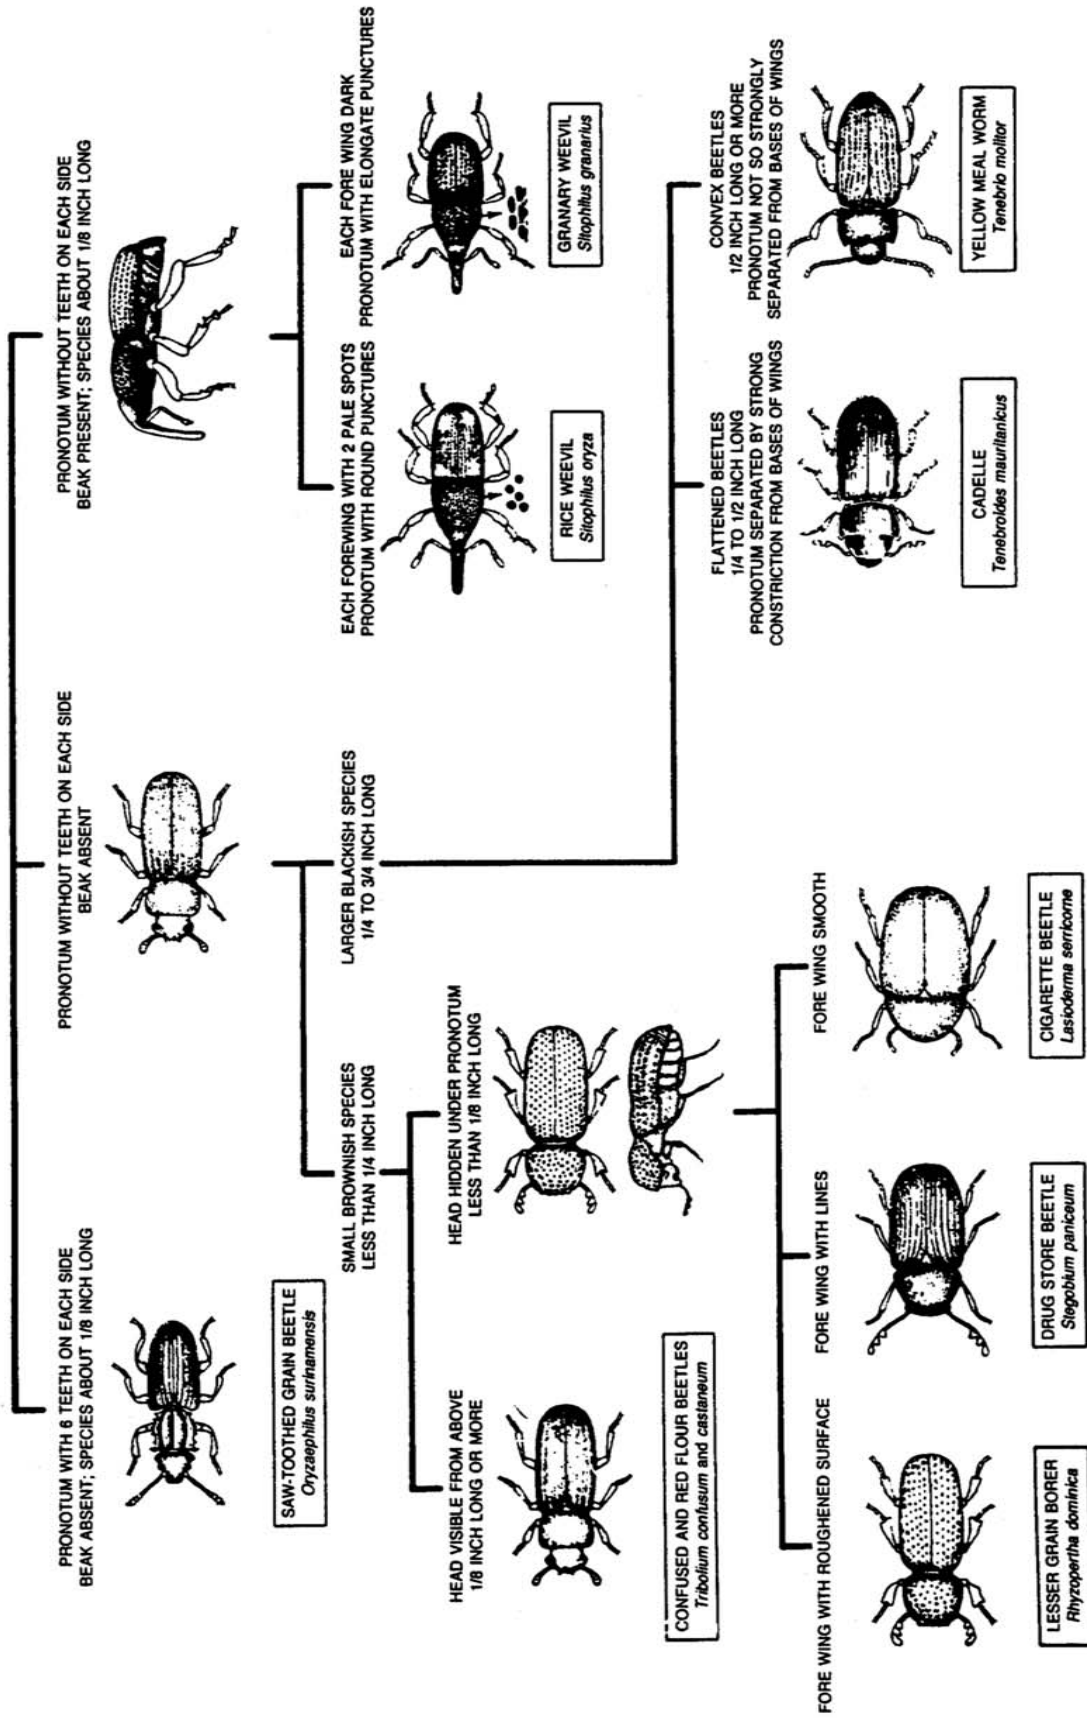 PRONOTUM WITH 6 TEETH ON EACH SIDE
BEAK ABSENT; SPECIES ABOUT 1/8 INCH LONG
SAW-TOOTHED GRAIN BEETLE
Oryzaephilus surinamensis
PRONOTUM WITHOUT TEETH ON EACH SIDE
BEAK ABSENT
PRONOTUM WITHOUT TEETH ON EACH SIDE
BEAK PRESENT; SPECIES ABOUT 1/8 INCH LONG
SMALL BROWNISH SPECIES
LESS THAN 1/4 INCH LONG
LARGER BLACKISH SPECIES
1/4 TO 3/4 INCH LONG
EACH FOREWING WITH 2 PALE SPOTS
PRONOTUM WITH ROUND PUNCTURES
RICE WEEVIL
Sitophilus oryza
EACH FORE WING DARK
PRONOTUM WITH ELONGATE PUNCTURES
GRANARY WEEVIL
Sitophilus granarius
HEAD VISIBLE FROM ABOVE
1/8 INCH LONG OR MORE
CONFUSED AND RED FLOUR BEETLES
Tribolium confusum and castaneum
HEAD HIDDEN UNDER PRONOTUM
LESS THAN 1/8 INCH LONG
FLATTENED BEETLES
1/4 TO 1/2 INCH LONG
PRONOTUM SEPARATED BY STRONG
CONSTRICTION FROM BASES OF WINGS
CADELLE
Tenebroides mauritanicus
CONVEX BEETLES
1/2 INCH LONG OR MORE
PRONOTUM NOT SO STRONGLY
SEPARATED FROM BASES OF WINGS
YELLOW MEAL WORM
Tenebrio molitor
FORE WING WITH ROUGHENED SURFACE
LESSER GRAIN BORER
Rhyzopertha dominica
FORE WING WITH LINES
DRUG STORE BEETLE
Stegobium paniceum
FORE WING SMOOTH
CIGARETTE BEETLE
Lasioderma serricorne